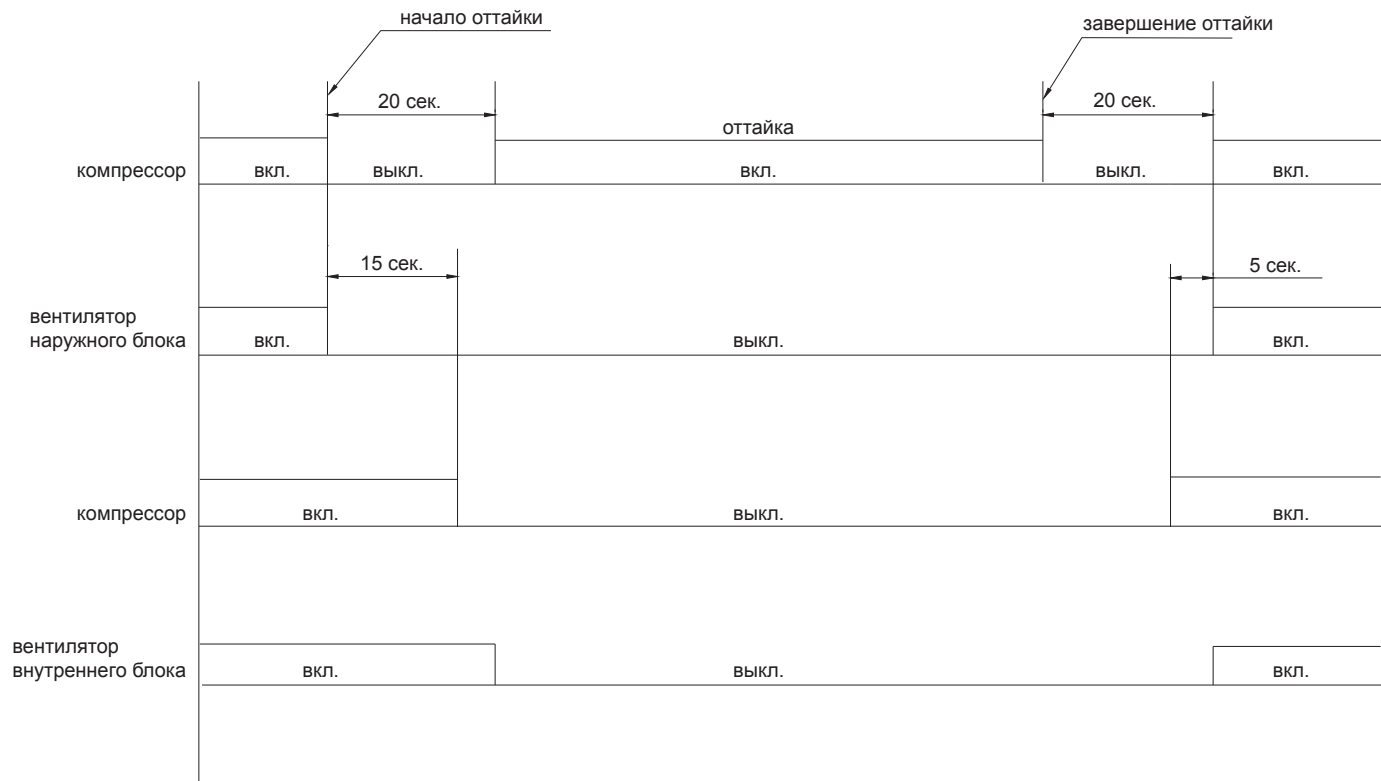 начало оттайки
завершение оттайки
20 сек.
20 сек.
оттайка
компрессор
вкл.
выкл.
вкл.
выкл.
вкл.
15 сек.
5 сек.
вентилятор
наружного блока
вкл.
выкл.
вкл.
компрессор
вкл.
выкл.
вкл.
вентилятор
внутреннего блока
вкл.
выкл.
вкл.